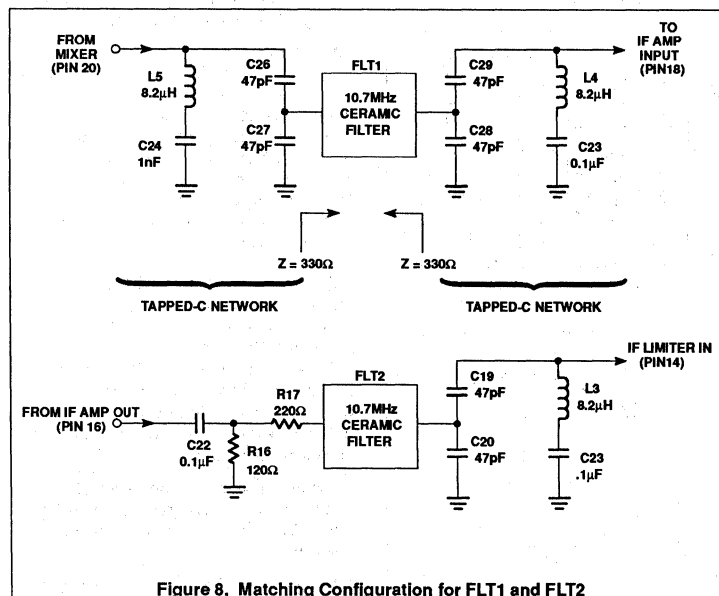 FROM
MIXER
(PIN 20)
L5
8.2µH
C24
1nF
C26
47pF
C27
47pF
FLT1
10.7MHz
CERAMIC
FILTER
C29
47pF
C28
47pF
L4
8.2µH
C23
0.1µF
TO
IF AMP
INPUT
(PIN18)
Z = 330Ω
Z = 330Ω
TAPPED-C NETWORK
TAPPED-C NETWORK
FROM IF AMP OUT
(PIN 16)
C22
0.1µF
R16
120Ω
R17
220Ω
FLT2
10.7MHz
CERAMIC
FILTER
C19
47pF
C20
47pF
L3
8.2µH
C23
.1µF
IF LIMITER IN
(PIN14)
Figure 8. Matching Configuration for FLT1 and FLT2